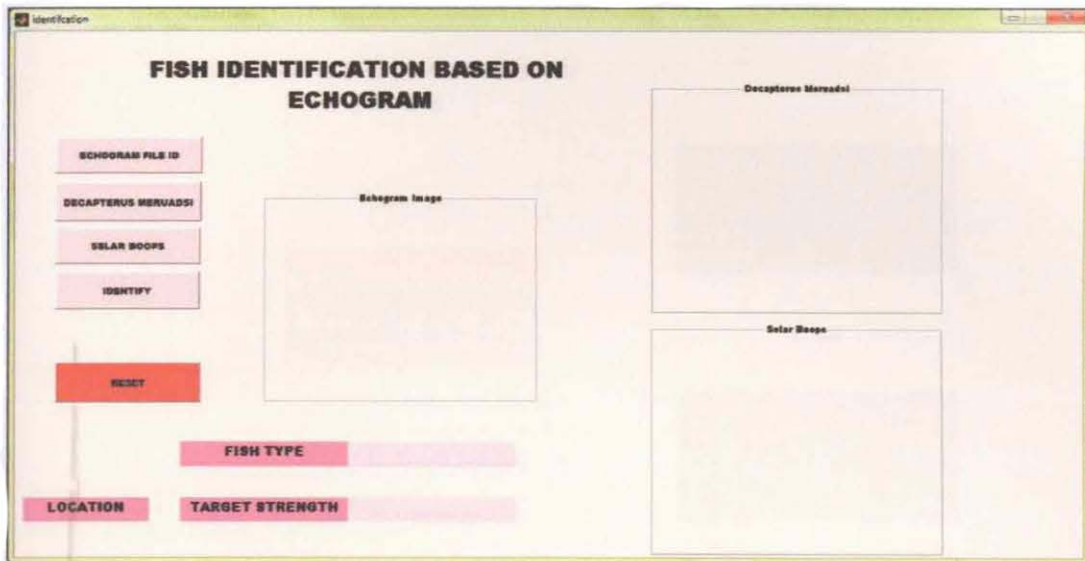 identifcation
FISH IDENTIFICATION BASED ON
ECHOGRAM
ECHOGRAM FILE ID
DECAPTERUS MERUADSI
SELAR BOOPS
IDENTIFY
RESET
Echogram Image
Decapterus Meruadsi
Selar Boops
FISH TYPE
LOCATION
TARGET STRENGTH